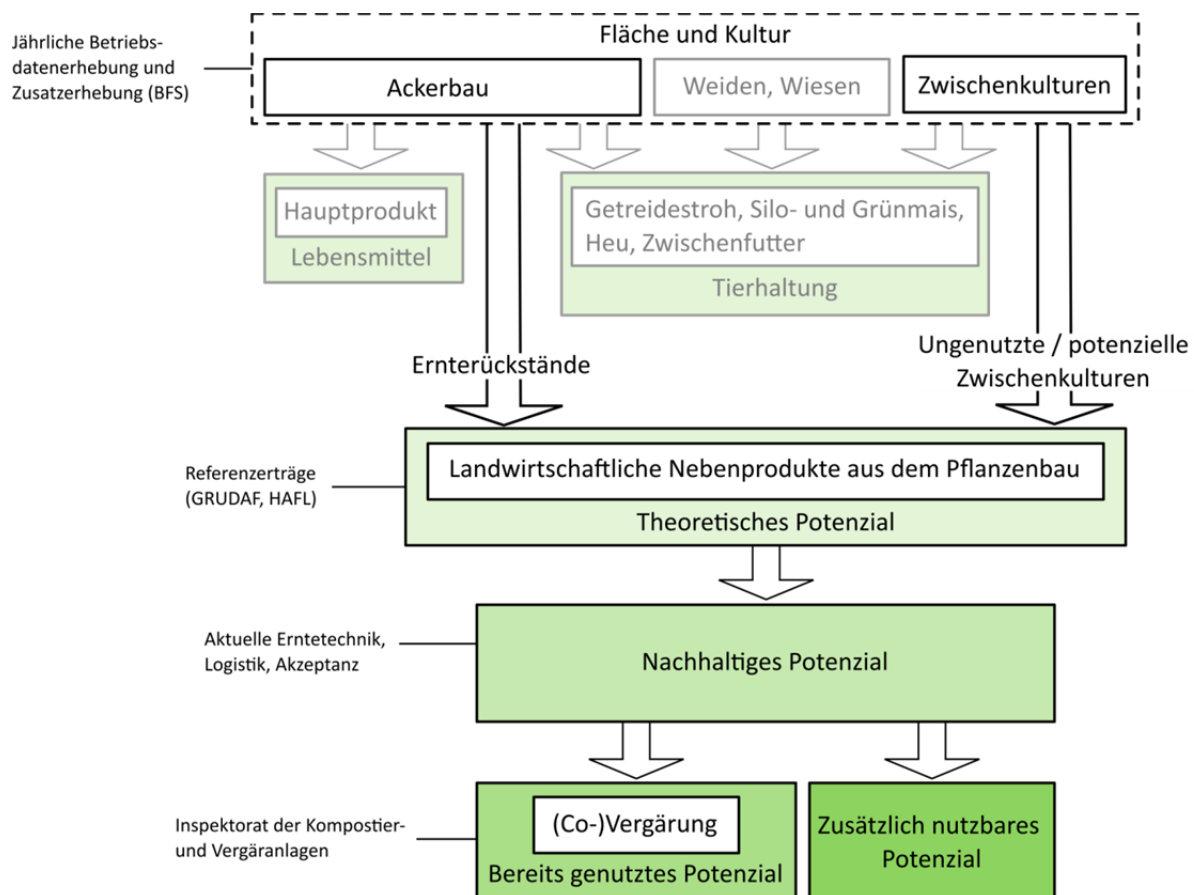 Jährliche Betriebs-
datenerhebung und
Zusatzerhebung (BFS)
Fläche und Kultur
Ackerbau
Weiden, Wiesen
Zwischenkulturen
Hauptprodukt
Lebensmittel
Getreidestroh, Silo- und Grünmais,
Heu, Zwischenfutter
Tierhaltung
Ernterückstände
Ungenutzte / potenzielle
Zwischenkulturen
Referenzerträge
(GRUDAF, HAFL)
Landwirtschaftliche Nebenprodukte aus dem Pflanzenbau
Theoretisches Potenzial
Aktuelle Erntetechnik,
Logistik, Akzeptanz
Nachhaltiges Potenzial
Inspektorat der Kompostier-
und Vergäranlagen
(Co-)Vergärung
Bereits genutztes Potenzial
Zusätzlich nutzbares
Potenzial